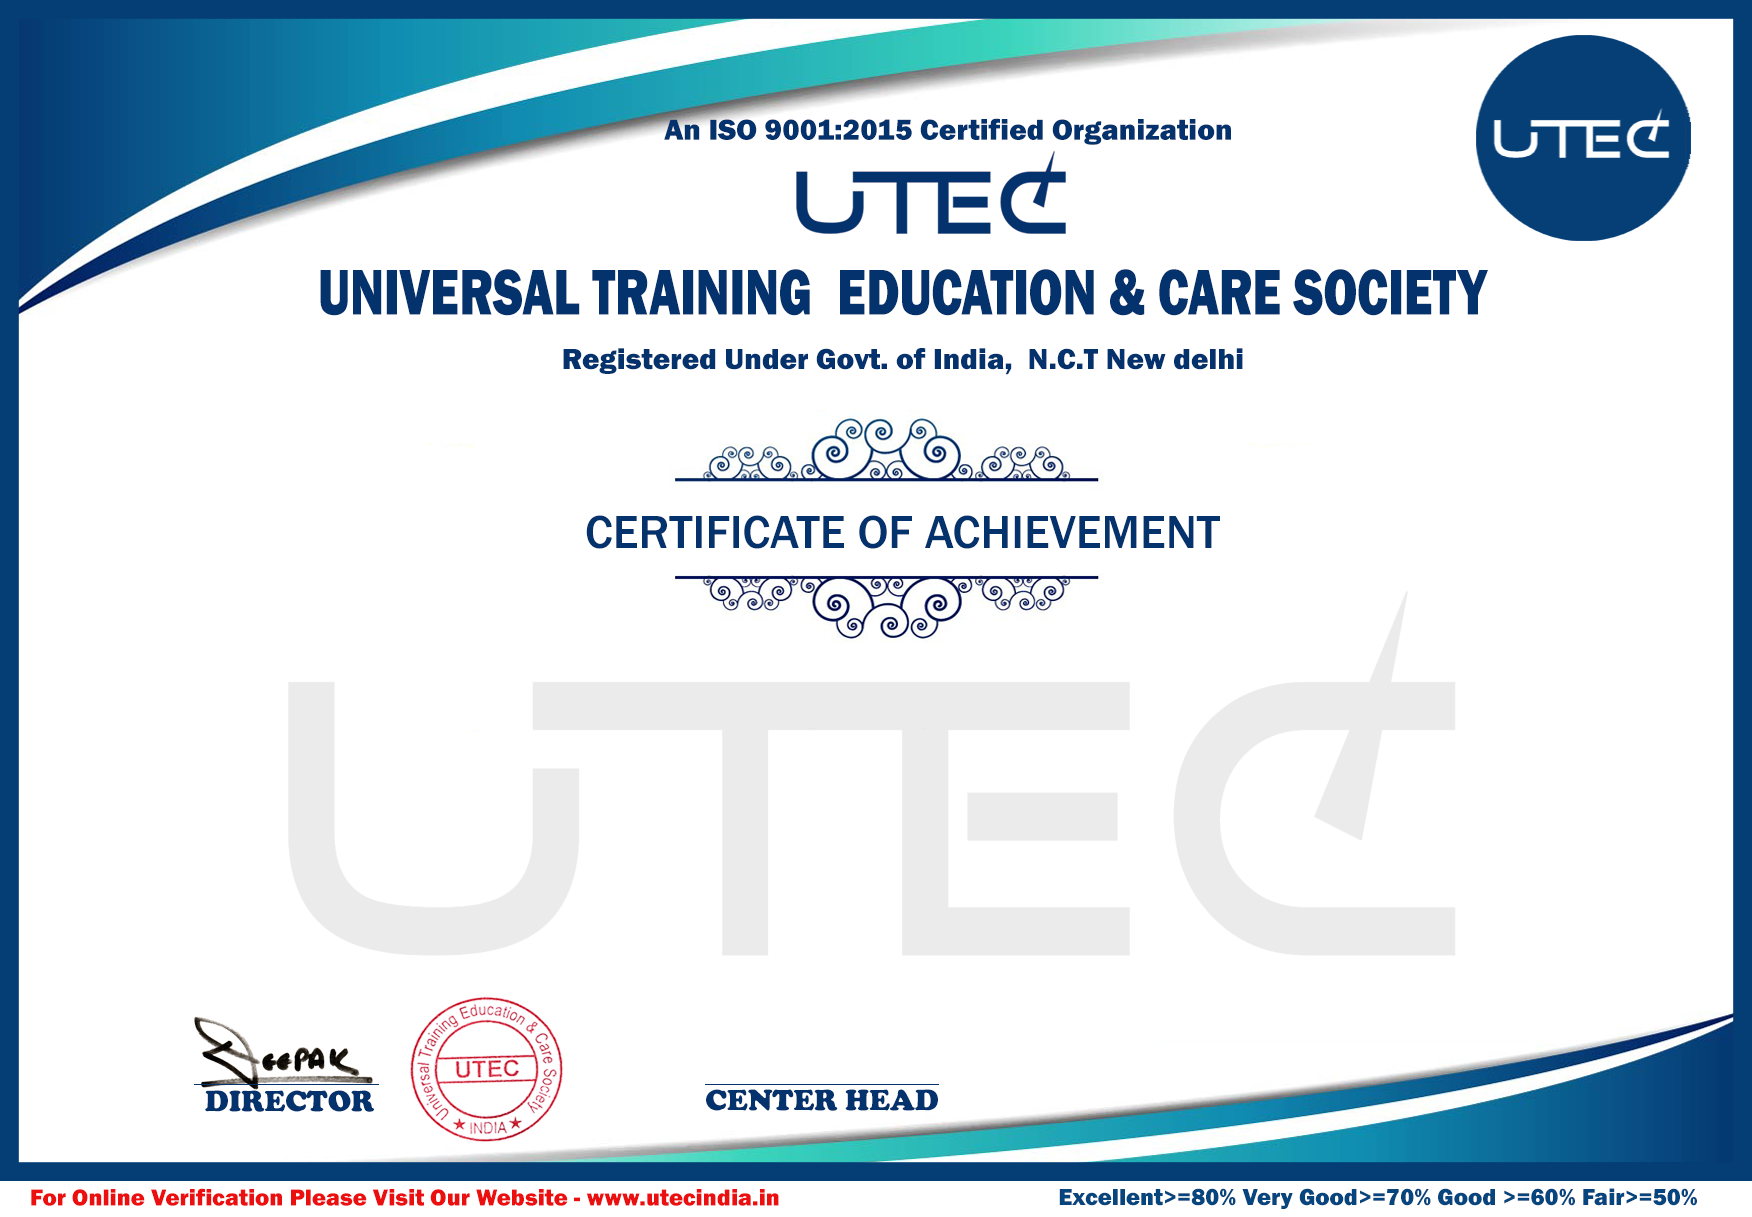 An ISO 9001:2015 Certified Organization
UTEC
UTEC
UNIVERSAL TRAINING EDUCATION & CARE SOCIETY
Registered Under Govt. of India, N.C.T New delhi
CERTIFICATE OF ACHIEVEMENT
UTEC
DEEPAK
DIRECTOR
Universal Training Education & Care Society
UTEC
★ INDIA ★
CENTER HEAD
For Online Verification Please Visit Our Website - www.utecindia.in
Excellent>=80% Very Good>=70% Good >=60% Fair>=50%